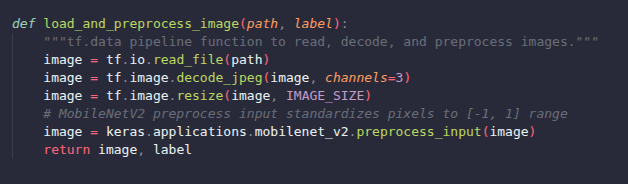 def load_and_preprocess_image(path, label):
    """tf.data pipeline function to read, decode, and preprocess images."""
    image = tf.io.read_file(path)
    image = tf.image.decode_jpeg(image, channels=3)
    image = tf.image.resize(image, IMAGE_SIZE)
    # MobileNetV2 preprocess input standardizes pixels to [-1, 1] range
    image = keras.applications.mobilenet_v2.preprocess_input(image)
    return image, label